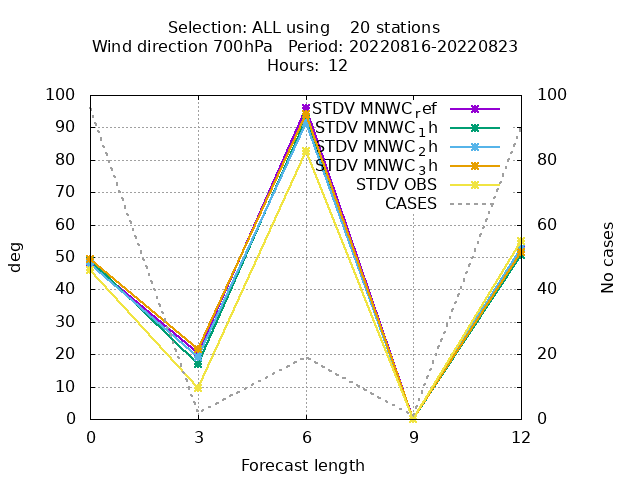 Selection: ALL using    20 stations
Wind direction 700hPa   Period: 20220816-20220823
Hours:  12
STDV MNWC_ref
STDV MNWC_1h
STDV MNWC_2h
STDV MNWC_3h
STDV OBS
CASES
100
90
80
70
60
50
40
30
20
10
0
deg
100
80
60
40
20
0
No cases
0 3 6 9 12
Forecast length